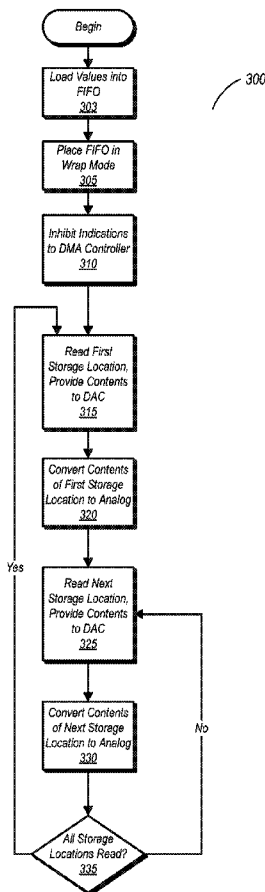 Begin
300
Load Values into
FIFO
303
Place FIFO in
Wrap Mode
305
Inhibit Indications
to DMA Controller
310
Read First
Storage Location,
Provide Contents
to DAC
315
Convert Contents
of First Storage
Location to Analog
320
Yes
Read Next
Storage Location,
Provide Contents
to DAC
325
Convert Contents
of Next Storage
Location to Analog
330
No
All Storage
Locations Read?
335